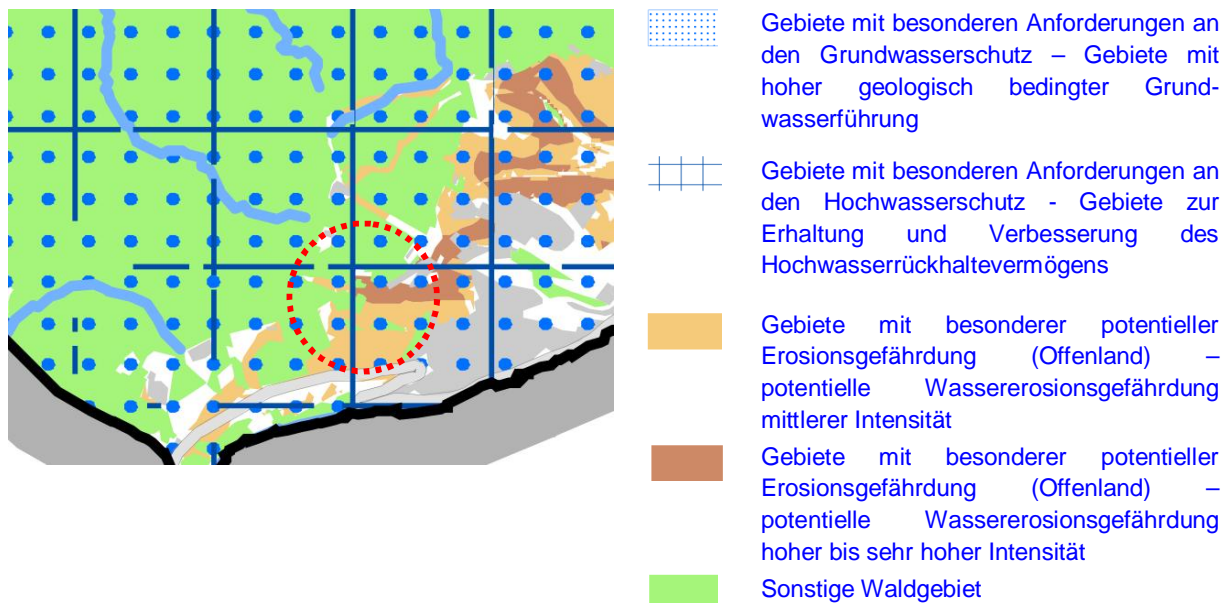 Gebiete mit besonderen Anforderungen an
den Grundwasserschutz – Gebiete mit
hoher geologisch bedingter Grund-
wasserführung
Gebiete mit besonderen Anforderungen an
den Hochwasserschutz - Gebiete zur
Erhaltung und Verbesserung des
Hochwasserrückhaltevermögens
Gebiete mit besonderer potentieller
Erosionsgefährdung (Offenland) –
potentielle Wassererosionsgefährdung
mittlerer Intensität
Gebiete mit besonderer potentieller
Erosionsgefährdung (Offenland) –
potentielle Wassererosionsgefährdung
hoher bis sehr hoher Intensität
Sonstige Waldgebiet